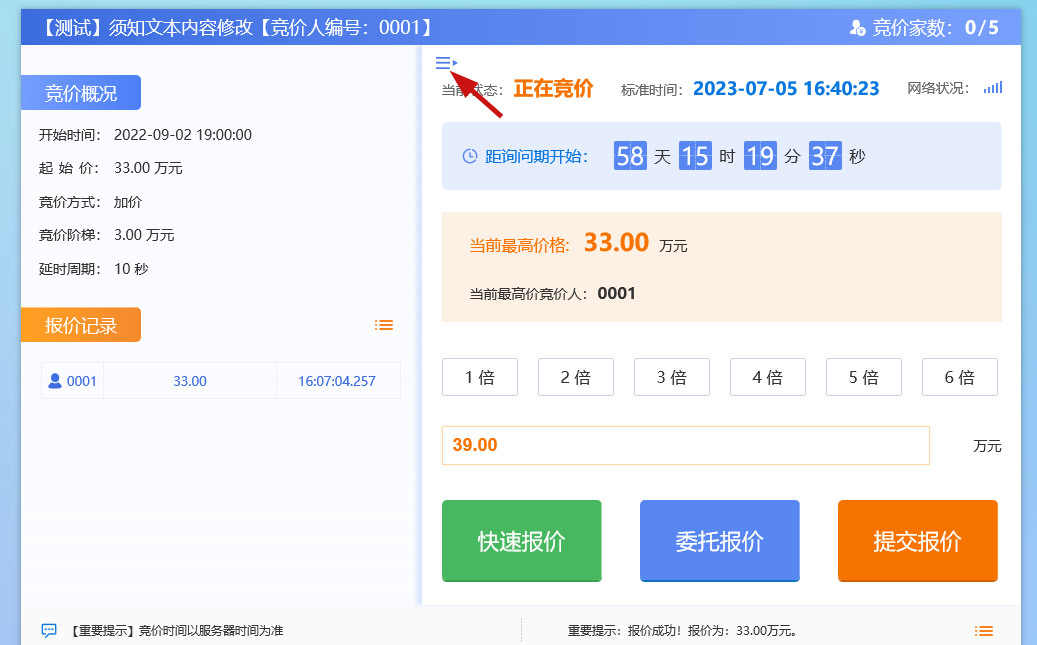 【测试】须知文本内容修改【竞价人编号：0001】
竞价家数：0/5
竞价概况
开始时间： 2022-09-02 19:00:00
起 始 价： 33.00 万元
竞价方式： 加价
竞价阶梯： 3.00 万元
延时周期： 10 秒
报价记录
0001 33.00 16:07:04.257
当前状态： 正在竞价 标准时间： 2023-07-05 16:40:23 网络状况：
距询问期开始： 58 天 15 时 19 分 37 秒
当前最高价格: 33.00 万元
当前最高价竞价人： 0001
1 倍 2 倍 3 倍 4 倍 5 倍 6 倍
39.00 万元
快速报价 委托报价 提交报价
【重要提示】竞价时间以服务器时间为准
重要提示：报价成功！报价为：33.00万元。